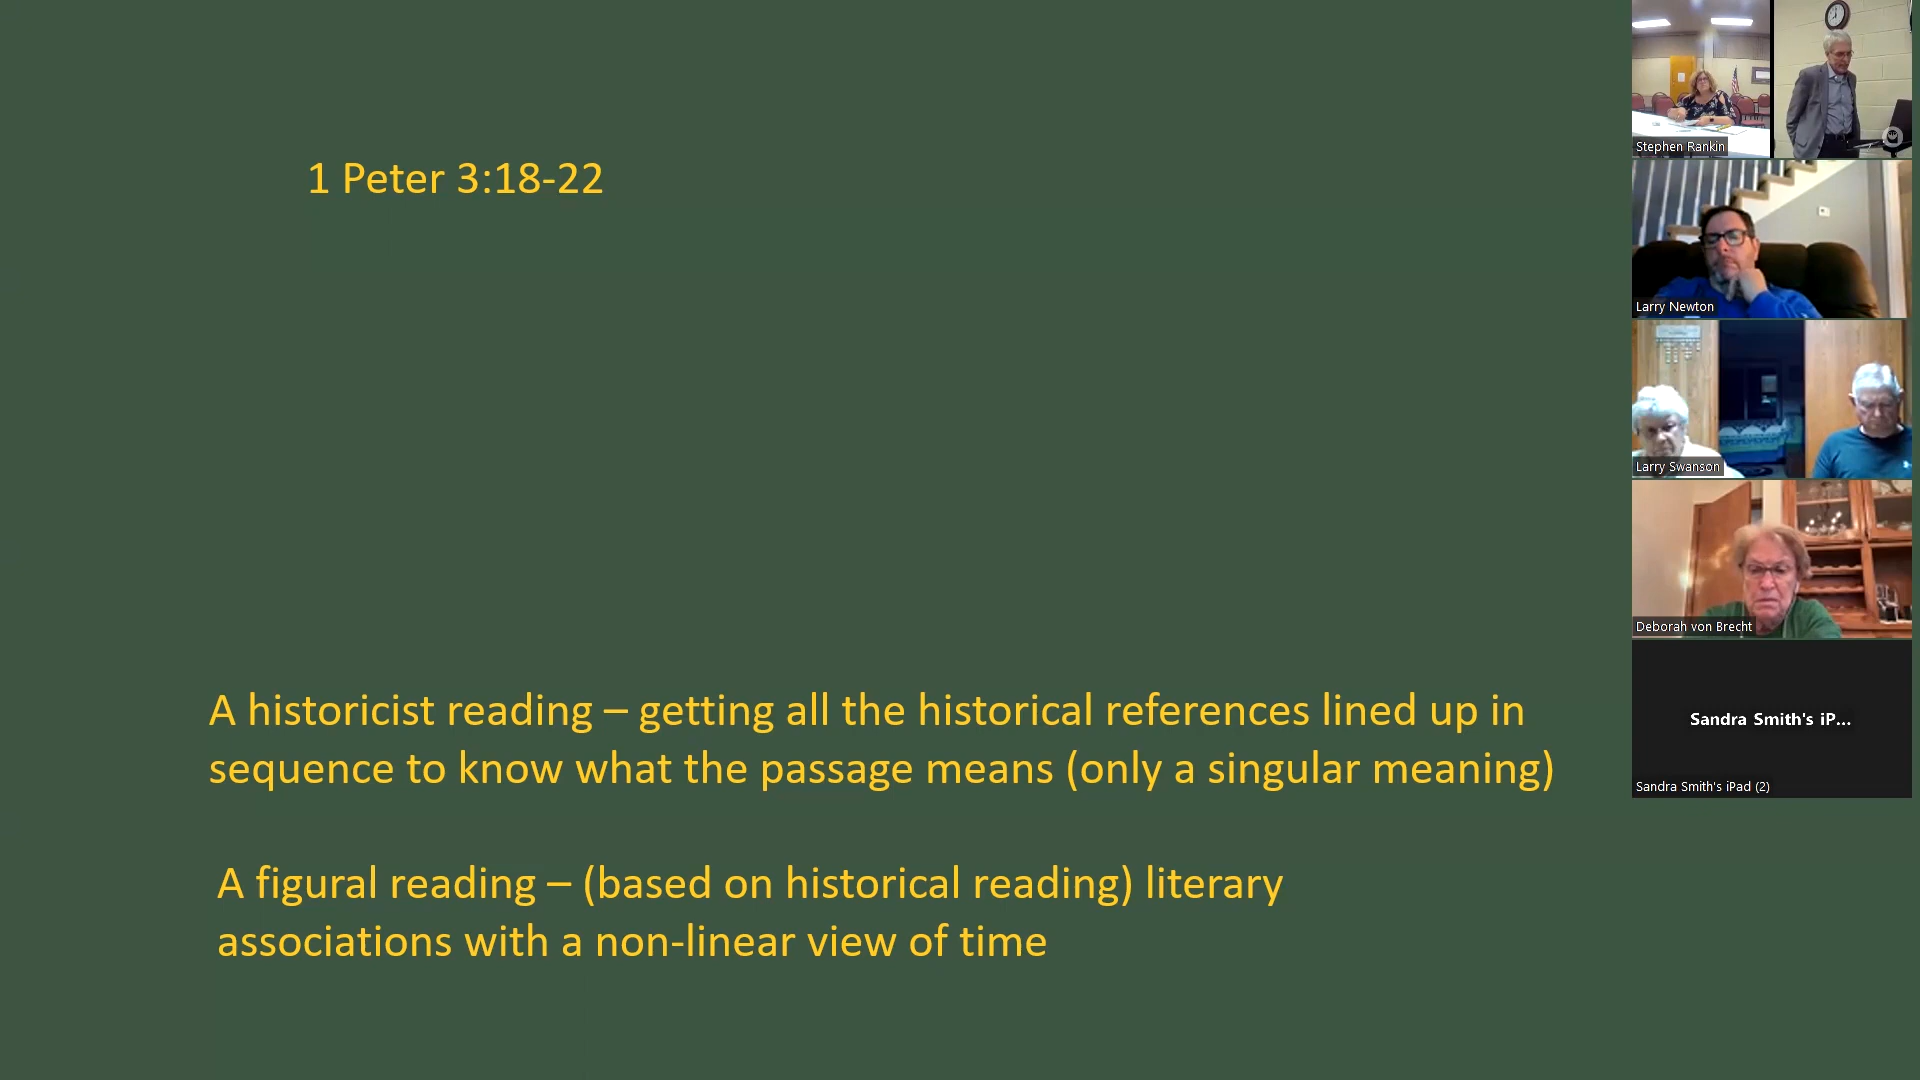 1 Peter 3:18-22
A historicist reading – getting all the historical references lined up in
sequence to know what the passage means (only a singular meaning)
A figural reading – (based on historical reading) literary
associations with a non-linear view of time
Stephen Rankin
Larry Newton
Larry Swanson
Deborah von Brecht
Sandra Smith's iP...
Sandra Smith's iPad (2)